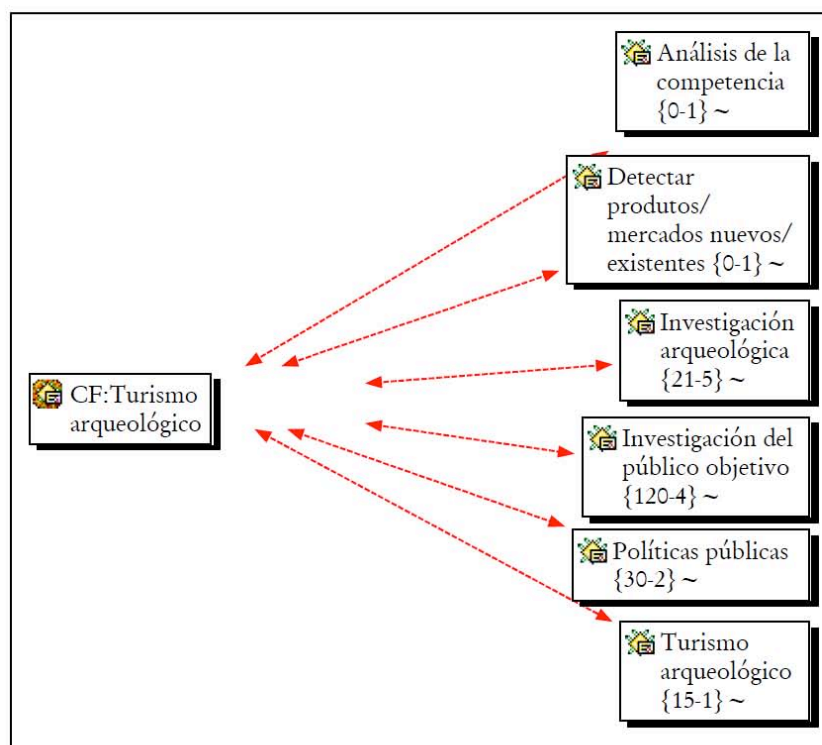 Análisis de la
competencia
{0-1} ~
Detectar
produtos/
mercados nuevos/
existentes {0-1} ~
Investigación
arqueológica
{21-5} ~
CF:Turismo
arqueológico
Investigación del
público objetivo
{120-4} ~
Políticas públicas
{30-2} ~
Turismo
arqueológico
{15-1} ~